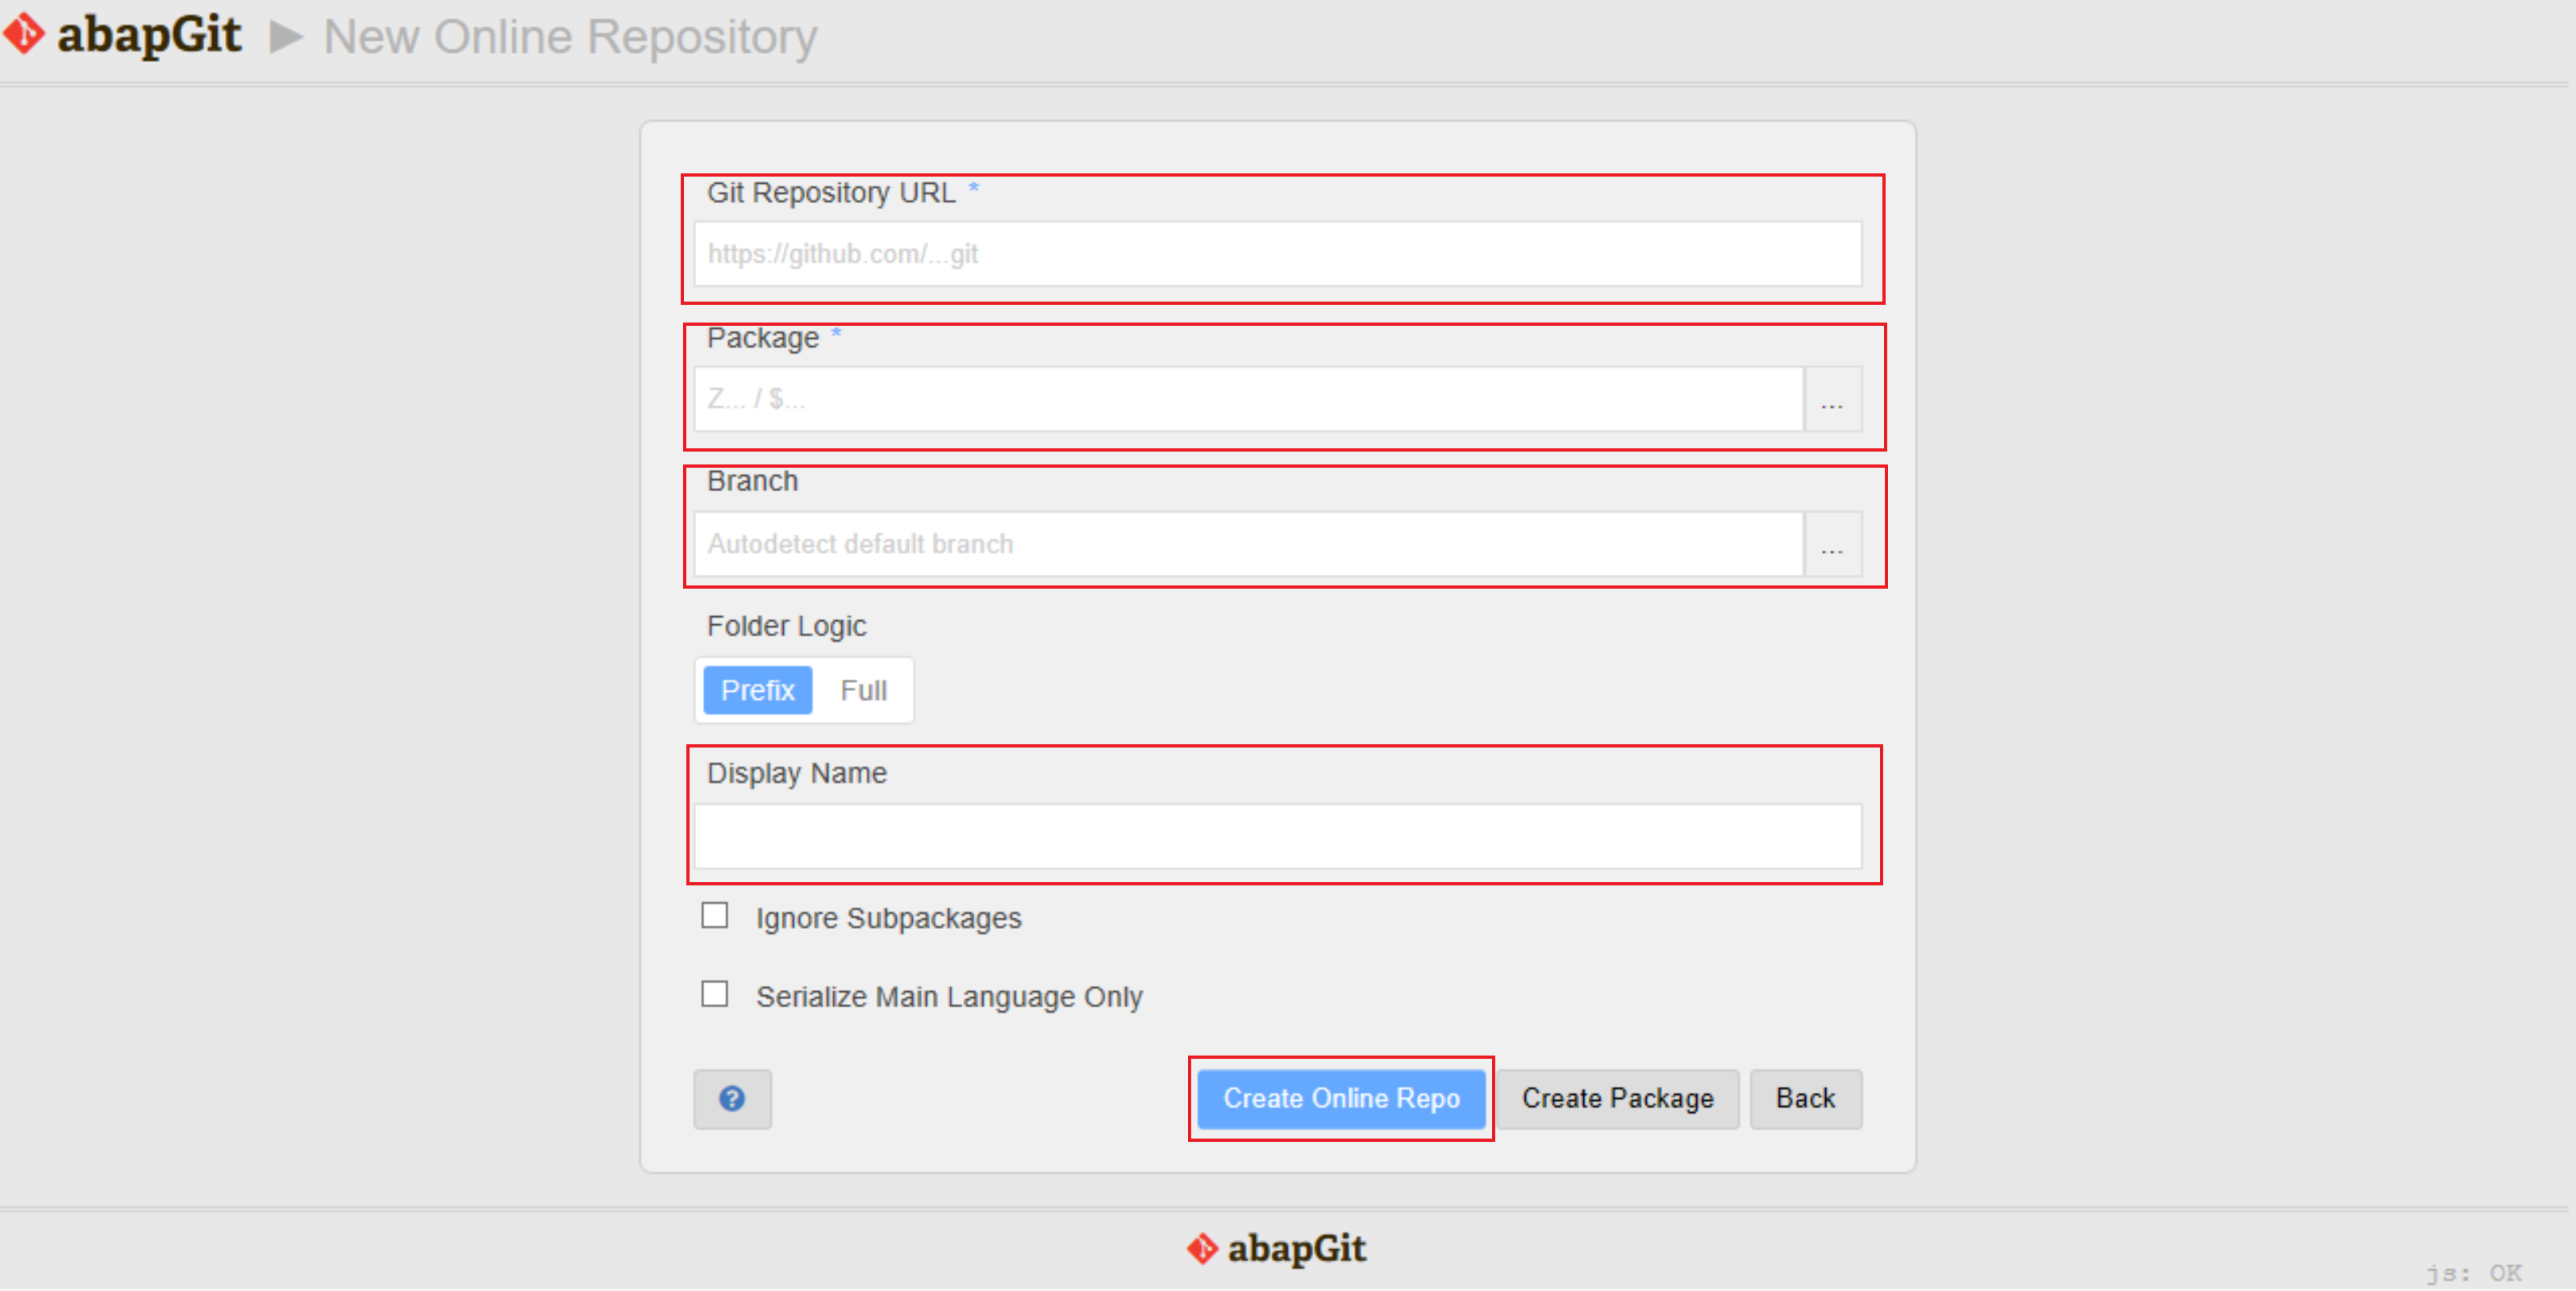 abapGit ▶ New Online Repository
Git Repository URL *
https://github.com/...git
Package *
Z... / $...
...
Branch
Autodetect default branch
...
Folder Logic
Prefix Full
Display Name
Ignore Subpackages
Serialize Main Language Only
? Create Online Repo Create Package Back
abapGit
js: OK